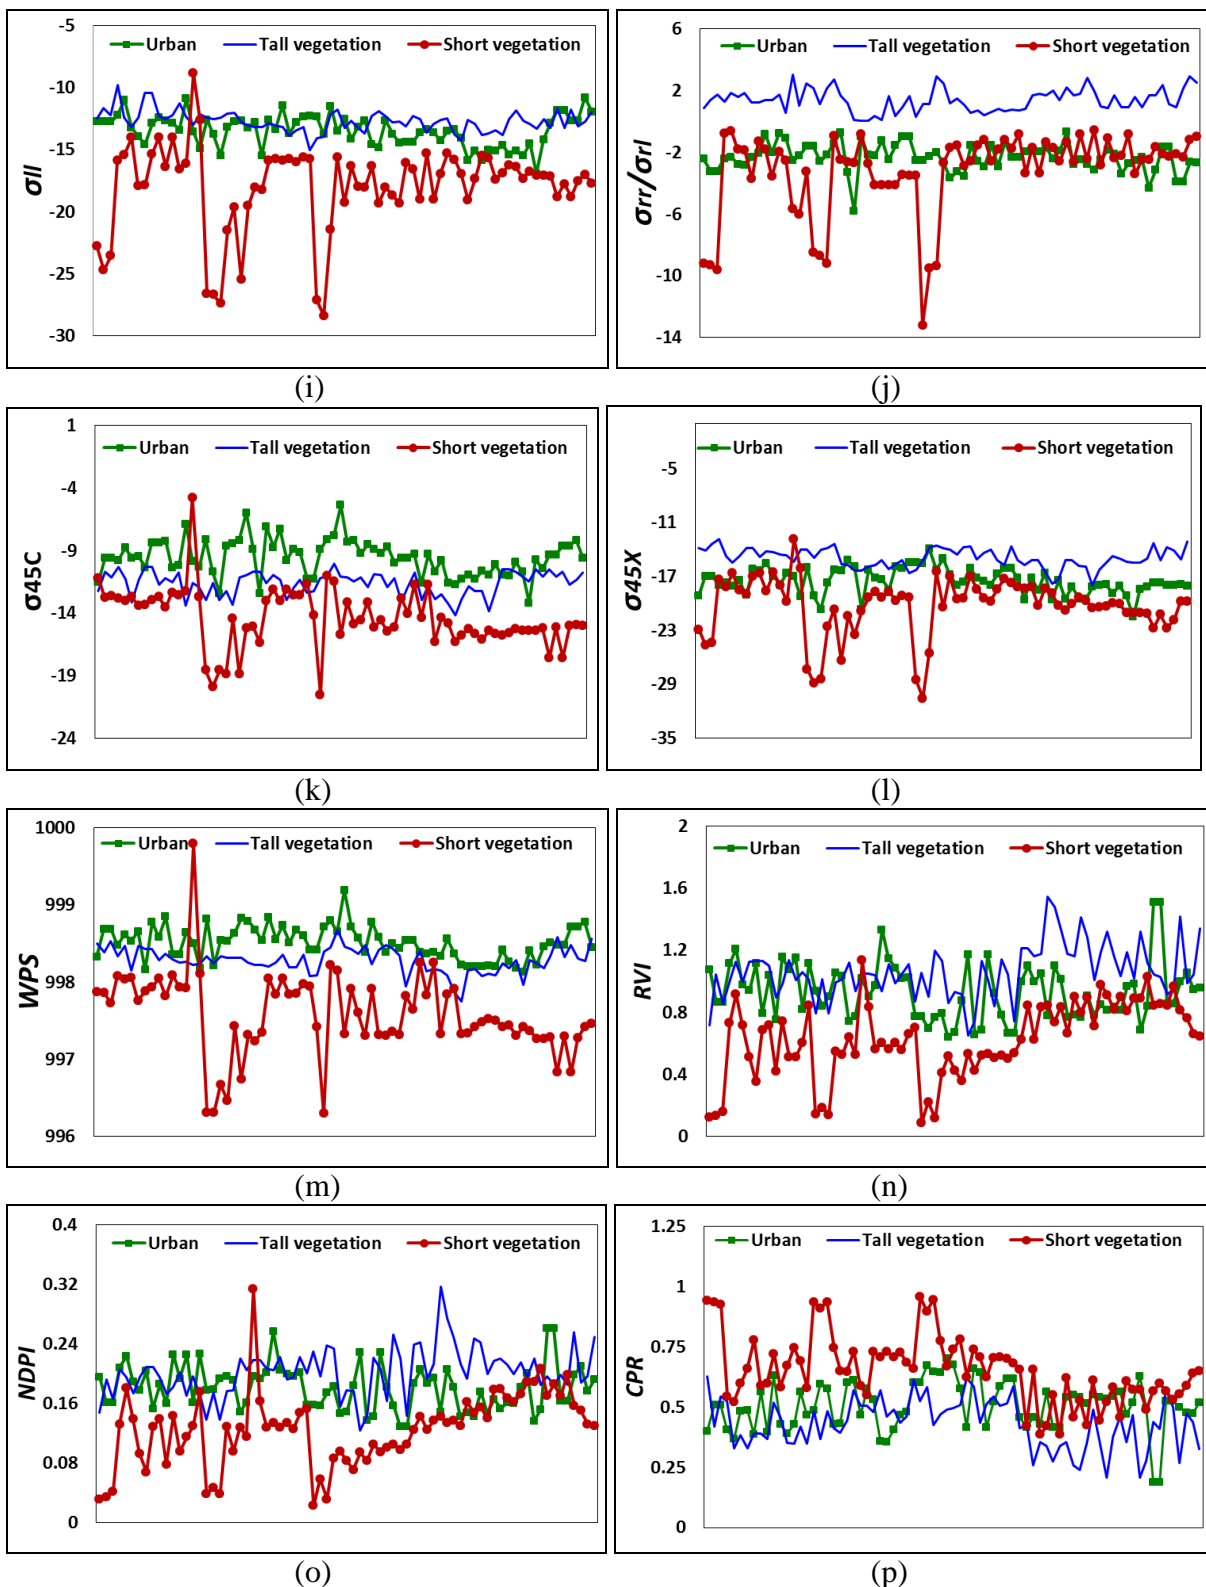 -5
Urban Tall vegetation Short vegetation
-10
-15
-20
-25
-30
σll
(i)
6
Urban Tall vegetation Short vegetation
2
-2
-6
-10
-14
σrr/σrl
(j)
1
Urban Tall vegetation Short vegetation
-4
-9
-14
-19
-24
σ45C
(k)
Urban Tall vegetation Short vegetation
-5
-11
-17
-23
-29
-35
σ45X
(l)
1000
Urban Tall vegetation Short vegetation
999
998
997
996
WPS
(m)
2
Urban Tall vegetation Short vegetation
1.6
1.2
0.8
0.4
0
RVI
(n)
0.4
Urban Tall vegetation Short vegetation
0.32
0.24
0.16
0.08
0
NDPI
(o)
1.25
Urban Tall vegetation Short vegetation
1
0.75
0.5
0.25
0
CPR
(p)